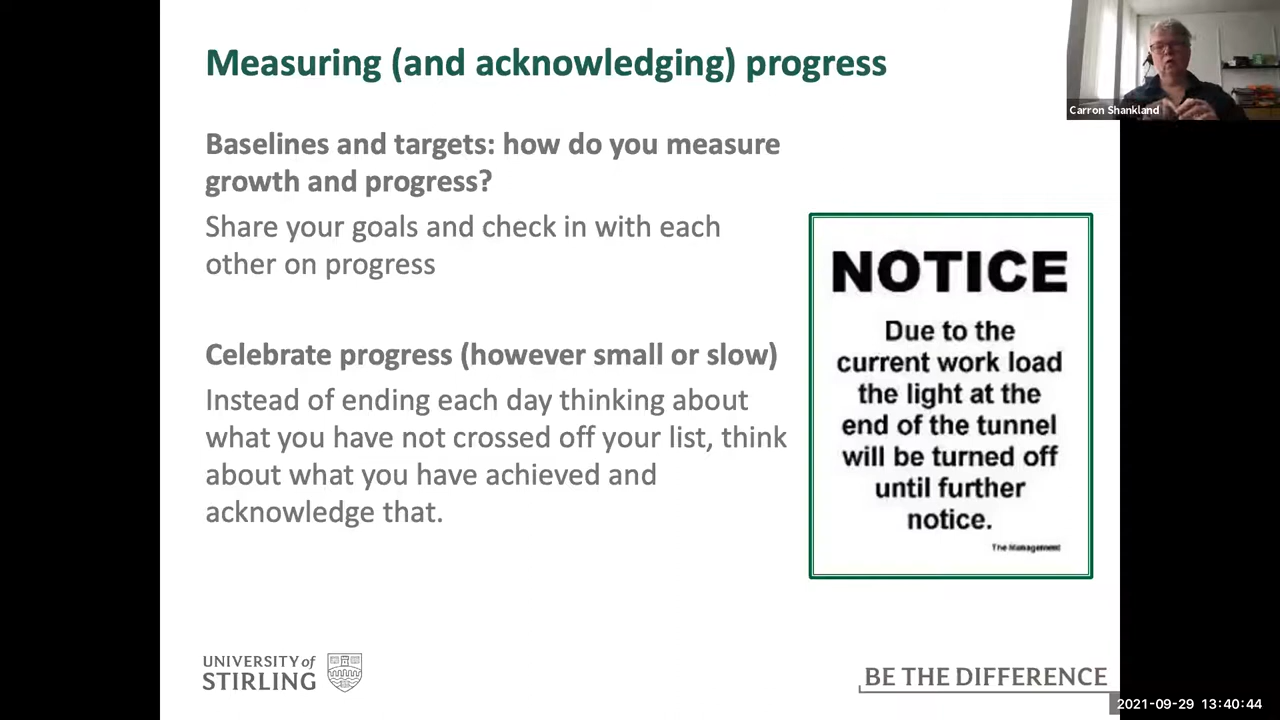 Measuring (and acknowledging) progress
Carron Shankland
Baselines and targets: how do you measure
growth and progress?
Share your goals and check in with each
other on progress
Celebrate progress (however small or slow)
Instead of ending each day thinking about
what you have not crossed off your list, think
about what you have achieved and
acknowledge that.
NOTICE
Due to the
current work load
the light at the
end of the tunnel
will be turned off
until further
notice.
The Management
UNIVERSITY of
STIRLING
BE THE DIFFERENCE
2021-09-29 13:40:44